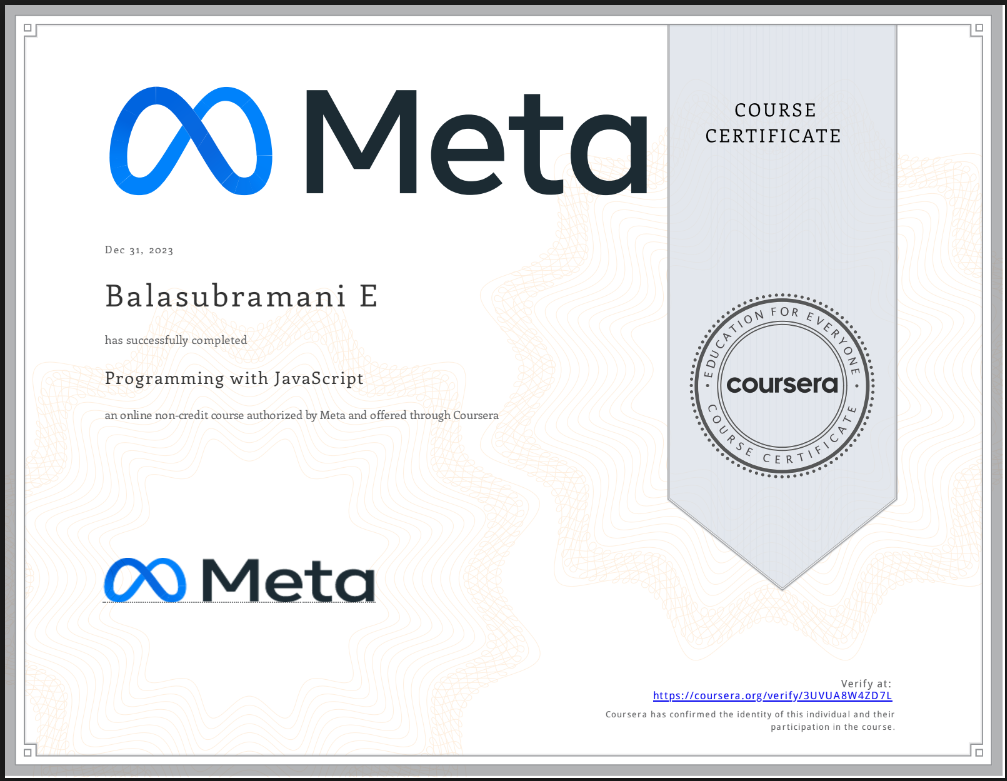 Meta
COURSE
CERTIFICATE
Dec 31, 2023
Balasubramani E
has successfully completed
Programming with JavaScript
an online non-credit course authorized by Meta and offered through Coursera
EDUCATION FOR EVERYONE
coursera
COURSE CERTIFICATE
Meta
Verify at:
https://coursera.org/verify/3UVUA8W4ZD7L
Coursera has confirmed the identity of this individual and their
participation in the course.